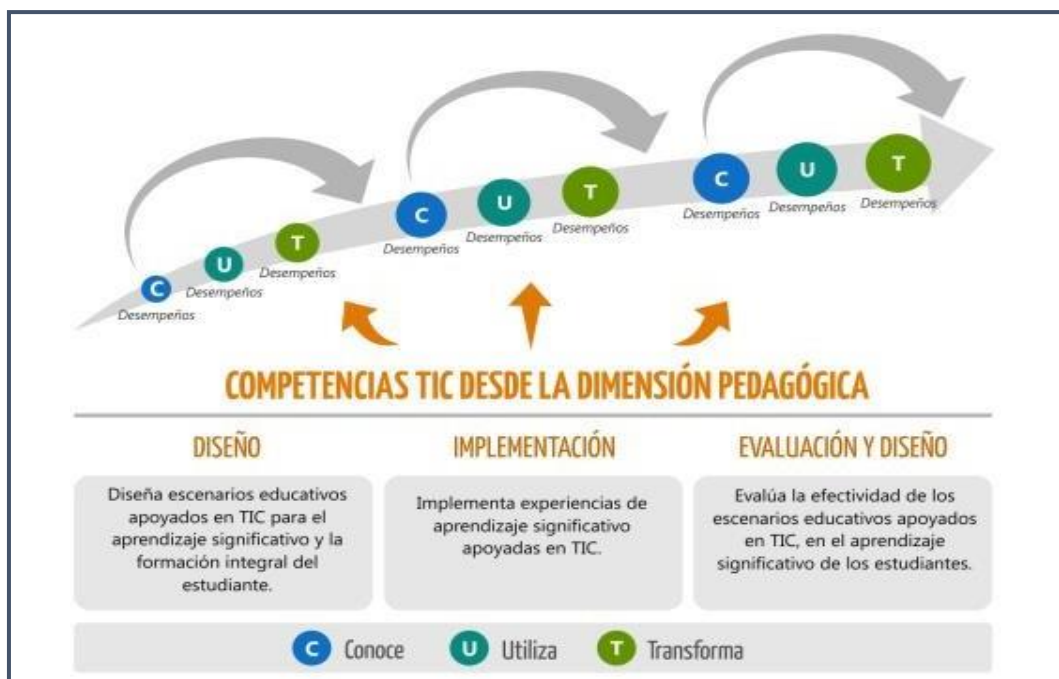 C
U
T
Desempeños
Desempeños
Desempeños
C
U
T
Desempeños
Desempeños
Desempeños
C
U
T
Desempeños
Desempeños
Desempeños
COMPETENCIAS TIC DESDE LA DIMENSIÓN PEDAGÓGICA
DISEÑO
Diseña escenarios educativos
apoyados en TIC para el
aprendizaje significativo y la
formación integral del
estudiante.
IMPLEMENTACIÓN
Implementa experiencias de
aprendizaje significativo
apoyadas en TIC.
EVALUACIÓN Y DISEÑO
Evalúa la efectividad de los
escenarios educativos apoyados
en TIC, en el aprendizaje
significativo de los estudiantes.
C Conoce U Utiliza T Transforma